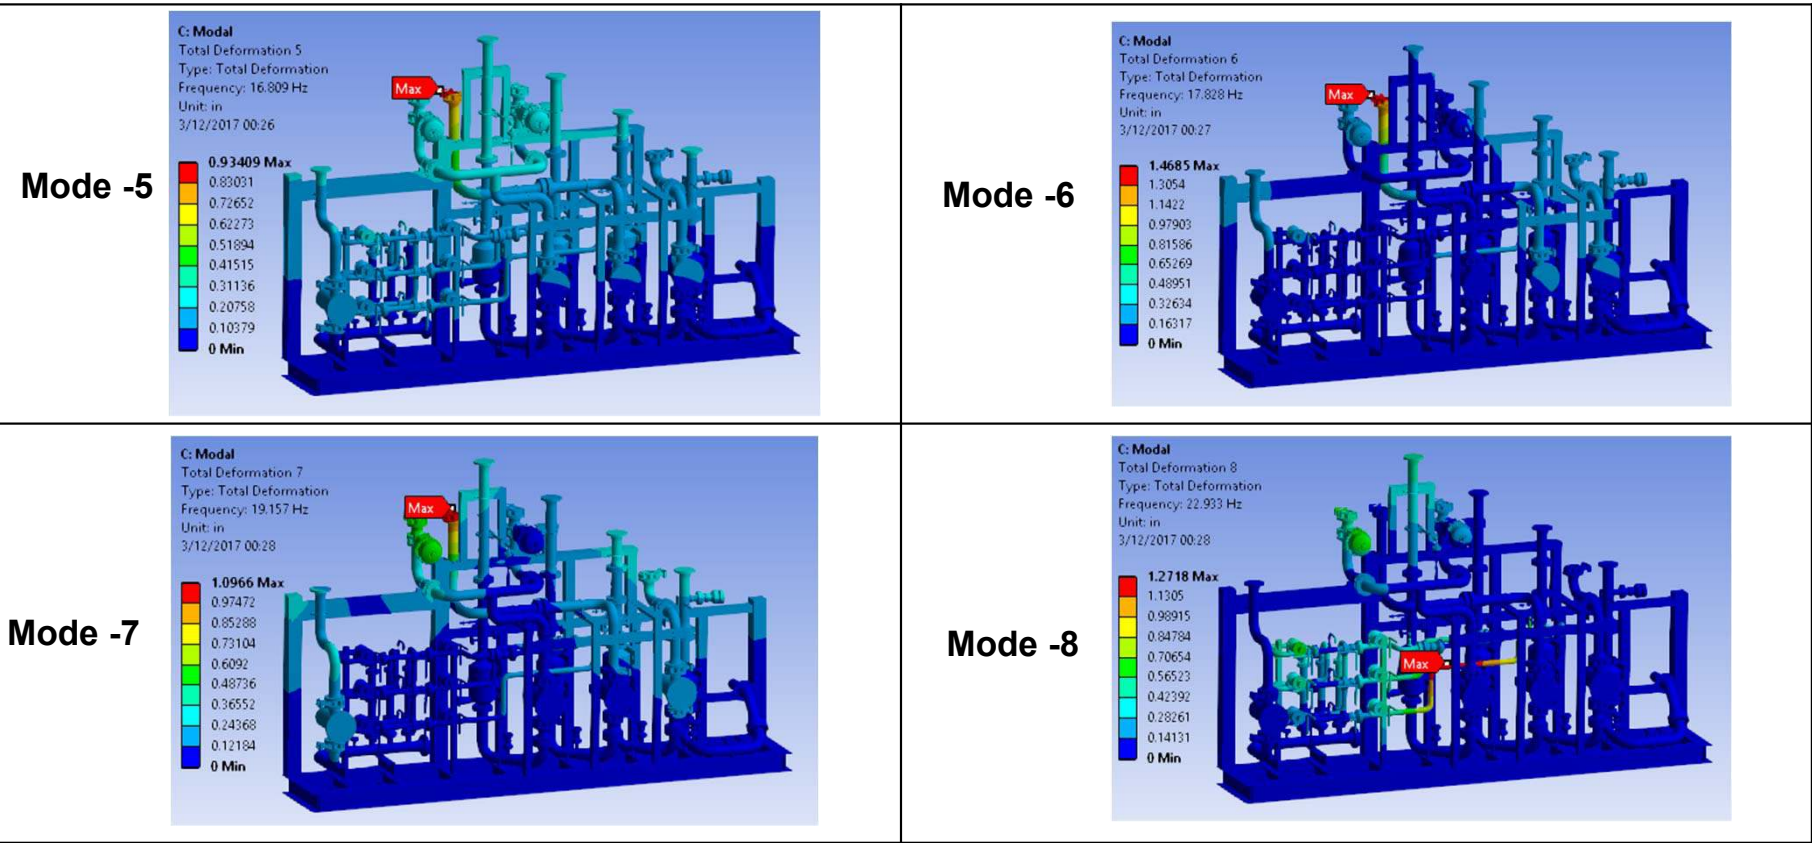 Mode -5
C: Modal
Total Deformation 5
Type: Total Deformation
Frequency: 16.809 Hz
Unit: in
3/12/2017 00:26
Max
0.93409 Max
0.83031
0.72652
0.62273
0.51894
0.41515
0.31136
0.20758
0.10379
0 Min
Mode -6
C: Modal
Total Deformation 6
Type: Total Deformation
Frequency: 17.828 Hz
Unit: in
3/12/2017 00:27
Max
1.4685 Max
1.3054
1.1422
0.97903
0.81586
0.65269
0.48951
0.32634
0.16317
0 Min
Mode -7
C: Modal
Total Deformation 7
Type: Total Deformation
Frequency: 19.157 Hz
Unit: in
3/12/2017 00:28
Max
1.0966 Max
0.97472
0.85288
0.73104
0.6092
0.48736
0.36552
0.24368
0.12184
0 Min
Mode -8
C: Modal
Total Deformation 8
Type: Total Deformation
Frequency: 22.933 Hz
Unit: in
3/12/2017 00:28
Max
1.2718 Max
1.1305
0.98915
0.84784
0.70654
0.56523
0.42392
0.28261
0.14131
0 Min